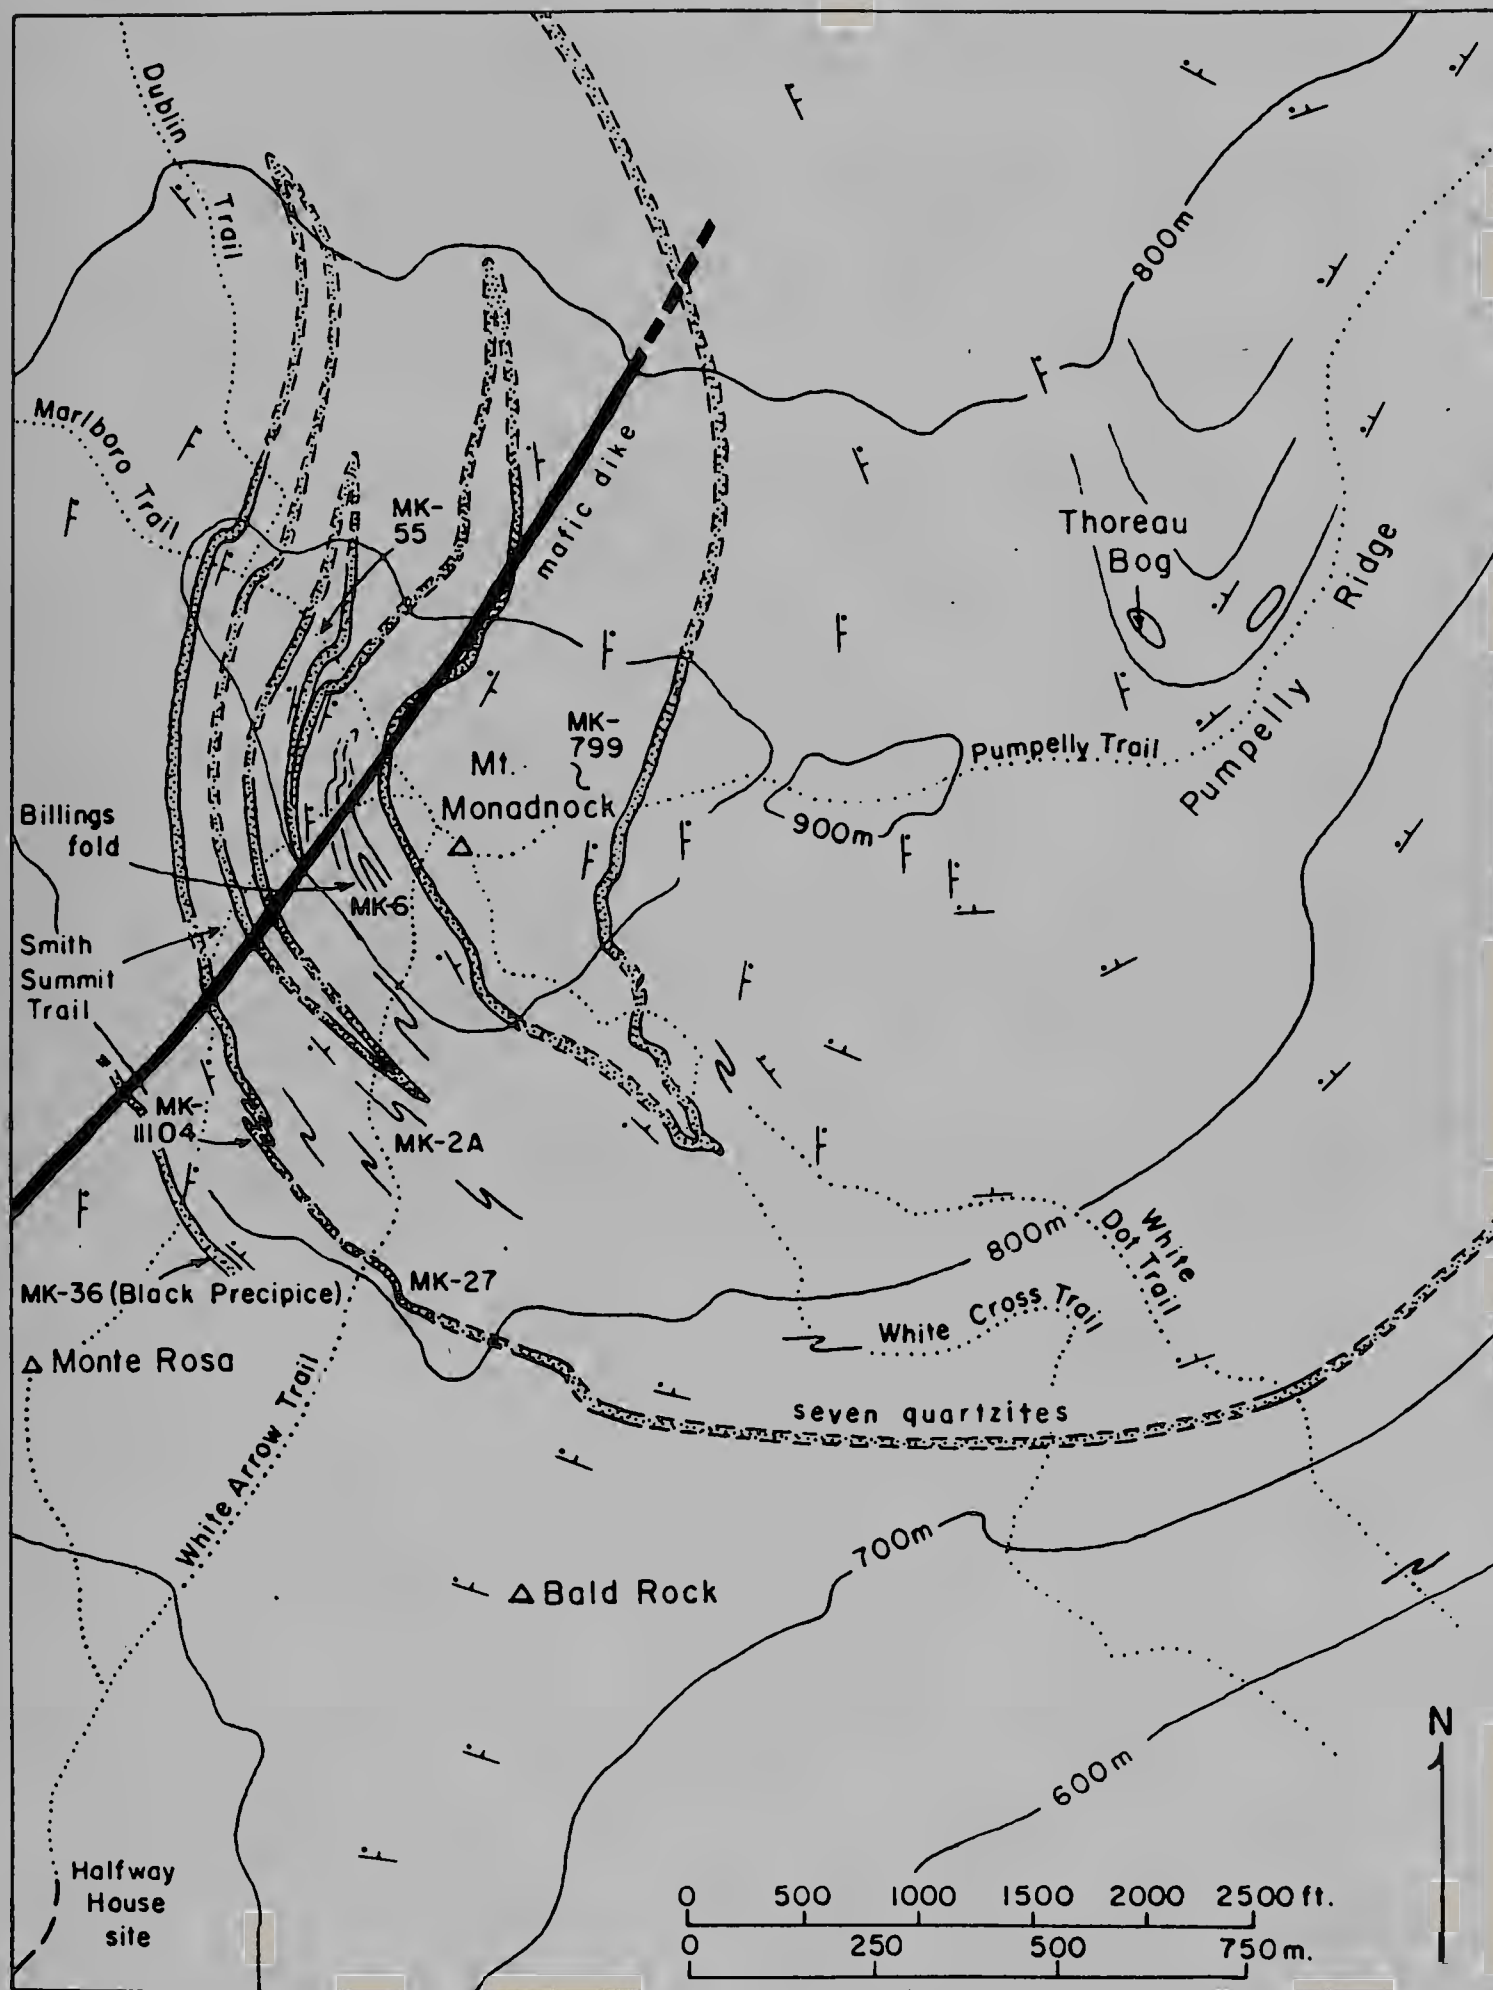 Dublin
Trail
800m
Marlboro Trail
MK-
55
mafic dike
Thoreau
Bog
Ridge
Pumpelly
MK-
799
Mt.
Monadnock
Pumpelly Trail
900m
Billings
fold
MK-6
Smith
Summit
Trail
MK-
1104
MK-2A
800m
White
Dot Trail
MK-36 (Black Precipice)
MK-27
White Cross Trail
Monte Rosa
White Arrow Trail
seven quartzites
700m
Bald Rock
N
600m
Halfway
House
site
0 500 1000 1500 2000 2500 ft.
0 250 500 750 m.